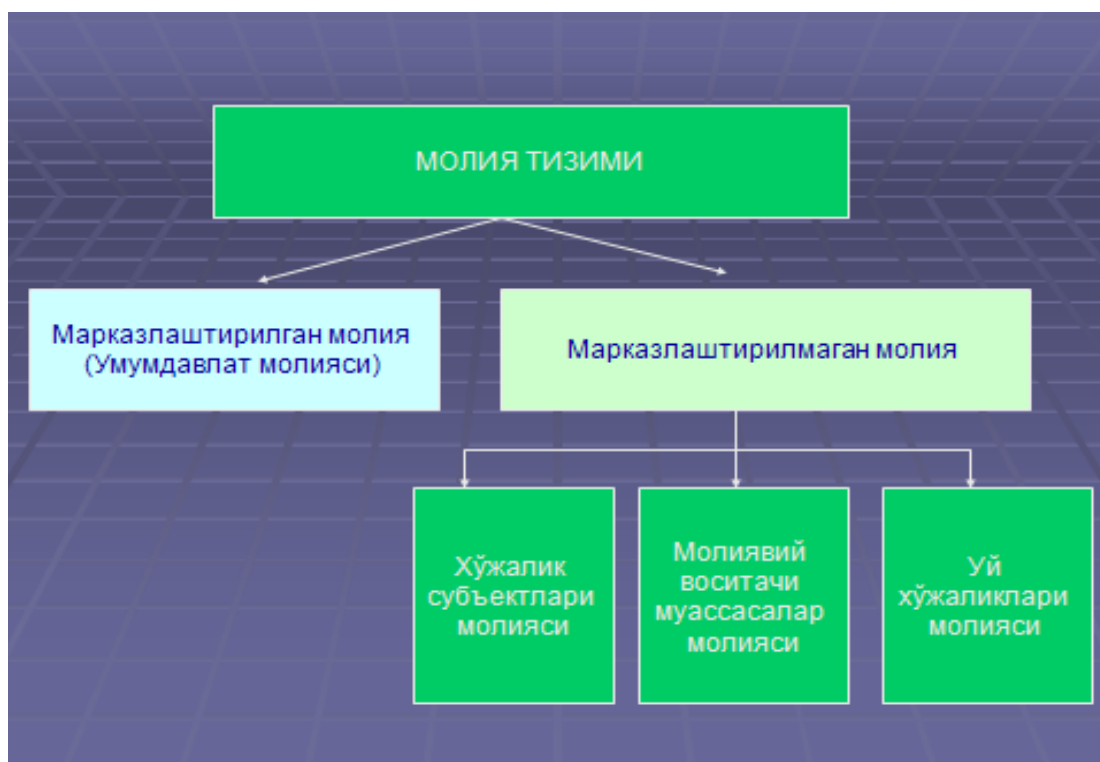 МОЛИЯ ТИЗИМИ
Марказлаштирилган молия
(Умумдавлат молияси)
Марказлаштирилмаган молия
Хўжалик
субъектлари
молияси
Молиявий
воситачи
муассасалар
молияси
Уй
хўжаликлари
молияси